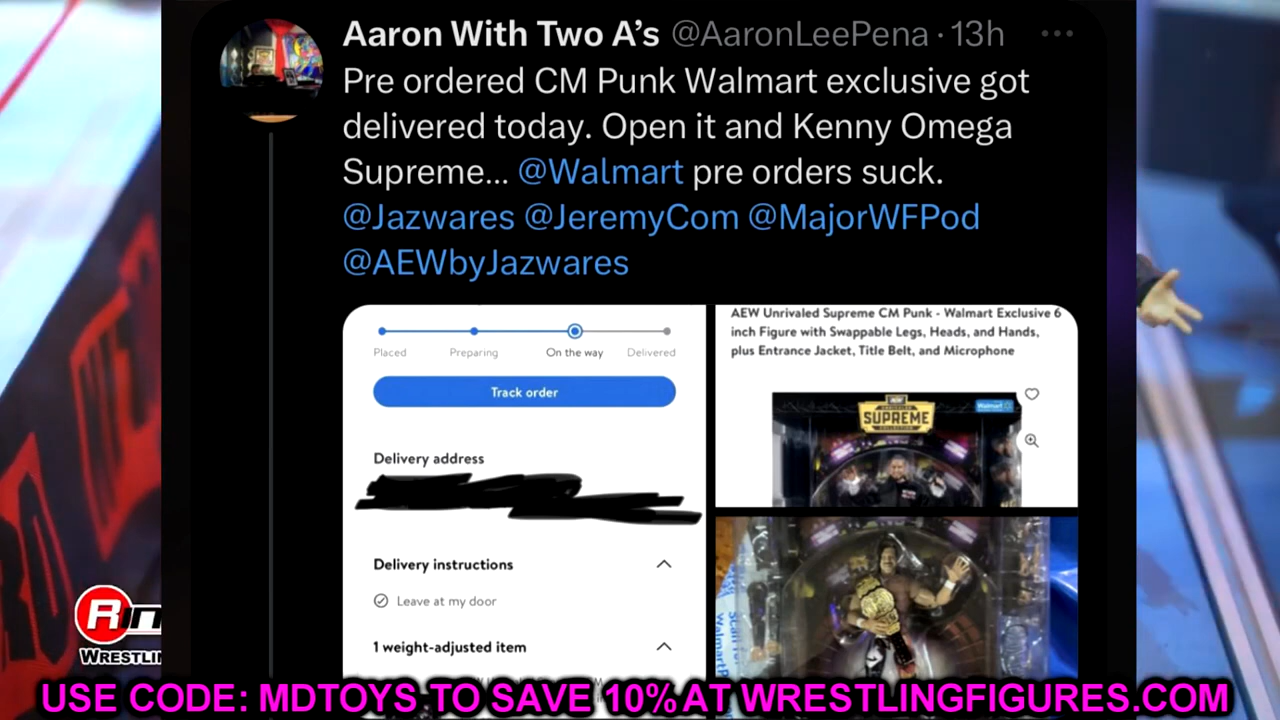 Aaron With Two A's @AaronLeePena · 13h
Pre ordered CM Punk Walmart exclusive got
delivered today. Open it and Kenny Omega
Supreme... @Walmart pre orders suck.
@Jazwares @JeremyCom @MajorWFPod
@AEWbyJazwares
Placed Preparing On the way Delivered
Track order
Delivery address
Delivery instructions
Leave at my door
1 weight-adjusted item
AEW Unrivaled Supreme CM Punk - Walmart Exclusive 6
inch Figure with Swappable Legs, Heads, and Hands,
plus Entrance Jacket, Title Belt, and Microphone
AEW
Walmart
SUPREME
Walmart
WRESTLIN
USE CODE: MDTOYS TO SAVE 10% AT WRESTLINGFIGURES.COM